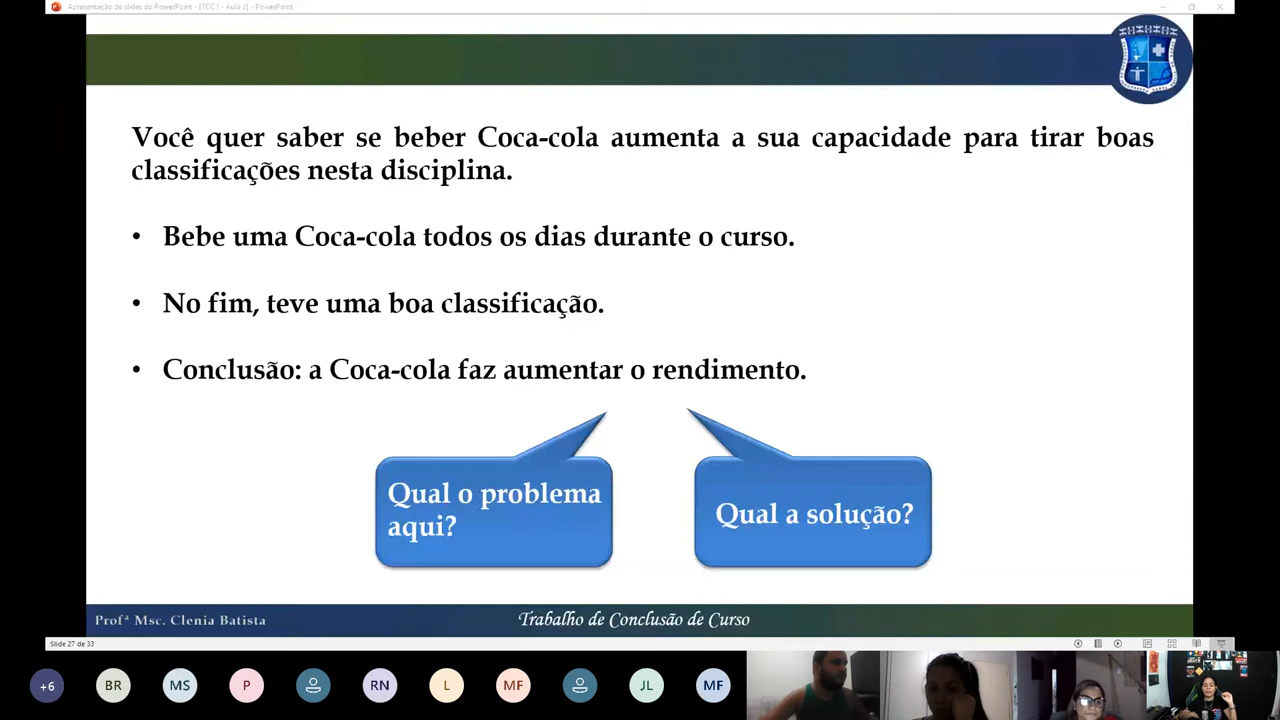 Apresentação de slides do PowerPoint - [TCC I - Aula 2] - PowerPoint
Você quer saber se beber Coca-cola aumenta a sua capacidade para tirar boas
classificações nesta disciplina.
• Bebe uma Coca-cola todos os dias durante o curso.
• No fim, teve uma boa classificação.
• Conclusão: a Coca-cola faz aumentar o rendimento.
Qual o problema
aqui?
Qual a solução?
Profª Msc. Clenia Batista
Trabalho de Conclusão de Curso
Slide 27 de 33
+6
BR
MS
P
RN
L
MF
JL
MF